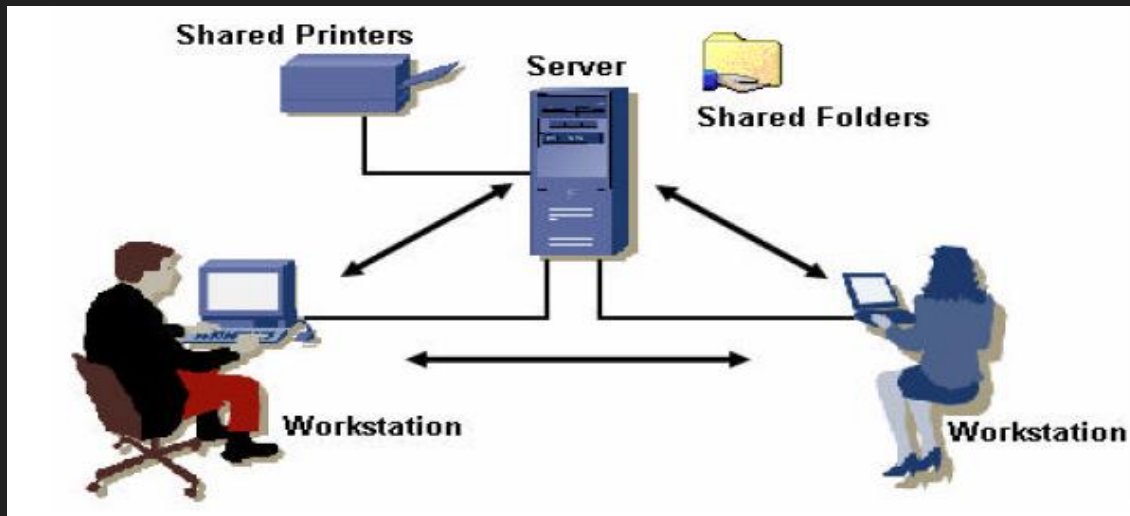 Shared Printers
Server
Shared Folders
Workstation
Workstation